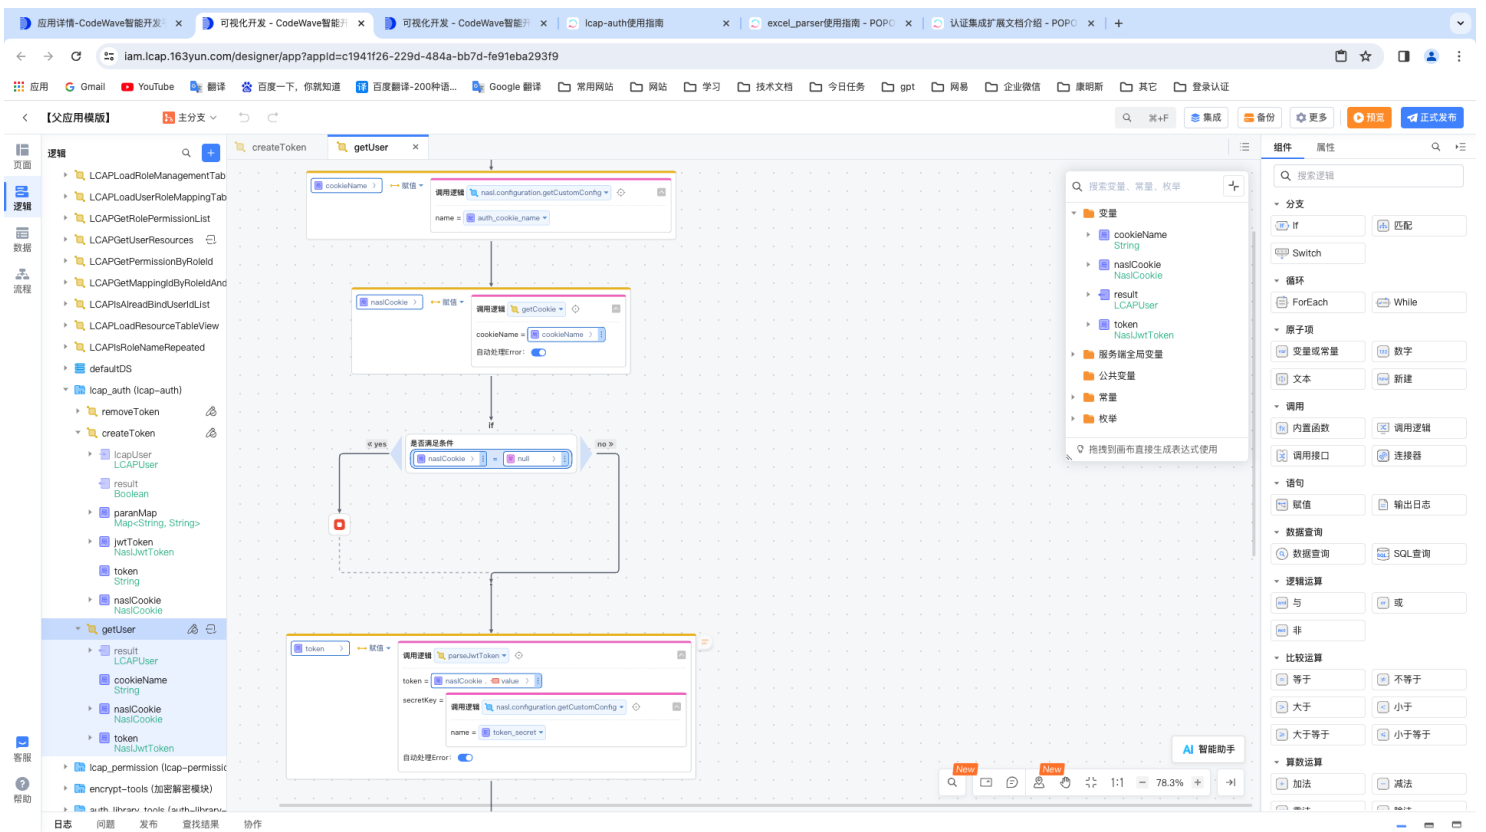 应用详情-CodeWave智能开发
可视化开发 - CodeWave智能开
可视化开发 - CodeWave智能开
lcap-auth使用指南
excel_parser使用指南 - POPO
认证集成扩展文档介绍 - POPO
iam.lcap.163yun.com/designer/app?appId=c1941f26-229d-484a-bb7d-fe91eba293f9
应用
Gmail
YouTube
翻译
百度一下，你就知道
百度翻译-200种语...
Google 翻译
常用网站
网站
学习
技术文档
今日任务
gpt
网易
企业微信
康明斯
其它
登录认证
【父应用模版】
主分支
⌘+F
集成
备份
更多
预览
正式发布
页面
逻辑
数据
流程
客服
帮助
逻辑
LCAPLoadRoleManagementTab
LCAPLoadUserRoleMappingTab
LCAPGetRolePermissionList
LCAPGetUserResources
LCAPGetPermissionByRoleId
LCAPGetMappingIdByRoleIdAnd
LCAPIsAlreadBindUserIdList
LCAPLoadResourceTableView
LCAPIsRoleNameRepeated
defaultDS
lcap_auth (lcap-auth)
removeToken
createToken
lcapUser
LCAPUser
result
Boolean
paranMap
Map<String, String>
jwtToken
NaslJwtToken
token
String
naslCookie
NaslCookie
getUser
result
LCAPUser
cookieName
String
naslCookie
NaslCookie
token
NaslJwtToken
lcap_permission (lcap-permissic
encrypt-tools (加密解密模块)
auth_library_tools (auth-library-
createToken
getUser
cookieName
赋值
调用逻辑
nasl.configuration.getCustomConfig
name =
auth_cookie_name
naslCookie
赋值
调用逻辑
getCookie
cookieName =
cookieName
自动处理Error:
if
yes
是否满足条件
no
naslCookie
=
null
token
赋值
调用逻辑
parseJwtToken
token =
naslCookie . value
secretKey =
调用逻辑
nasl.configuration.getCustomConfig
name =
token_secret
自动处理Error:
搜索变量、常量、枚举
变量
cookieName
String
naslCookie
NaslCookie
result
LCAPUser
token
NaslJwtToken
服务端全局变量
公共变量
常量
枚举
拖拽到画布直接生成表达式使用
AI 智能助手
New
New
1:1
78.3%
组件
属性
搜索逻辑
分支
If
匹配
Switch
循环
ForEach
While
原子项
变量或常量
数字
文本
新建
调用
内置函数
调用逻辑
调用接口
连接器
语句
赋值
输出日志
数据查询
数据查询
SQL查询
逻辑运算
与
或
非
比较运算
等于
不等于
大于
小于
大于等于
小于等于
算数运算
加法
减法
日志
问题
发布
查找结果
协作